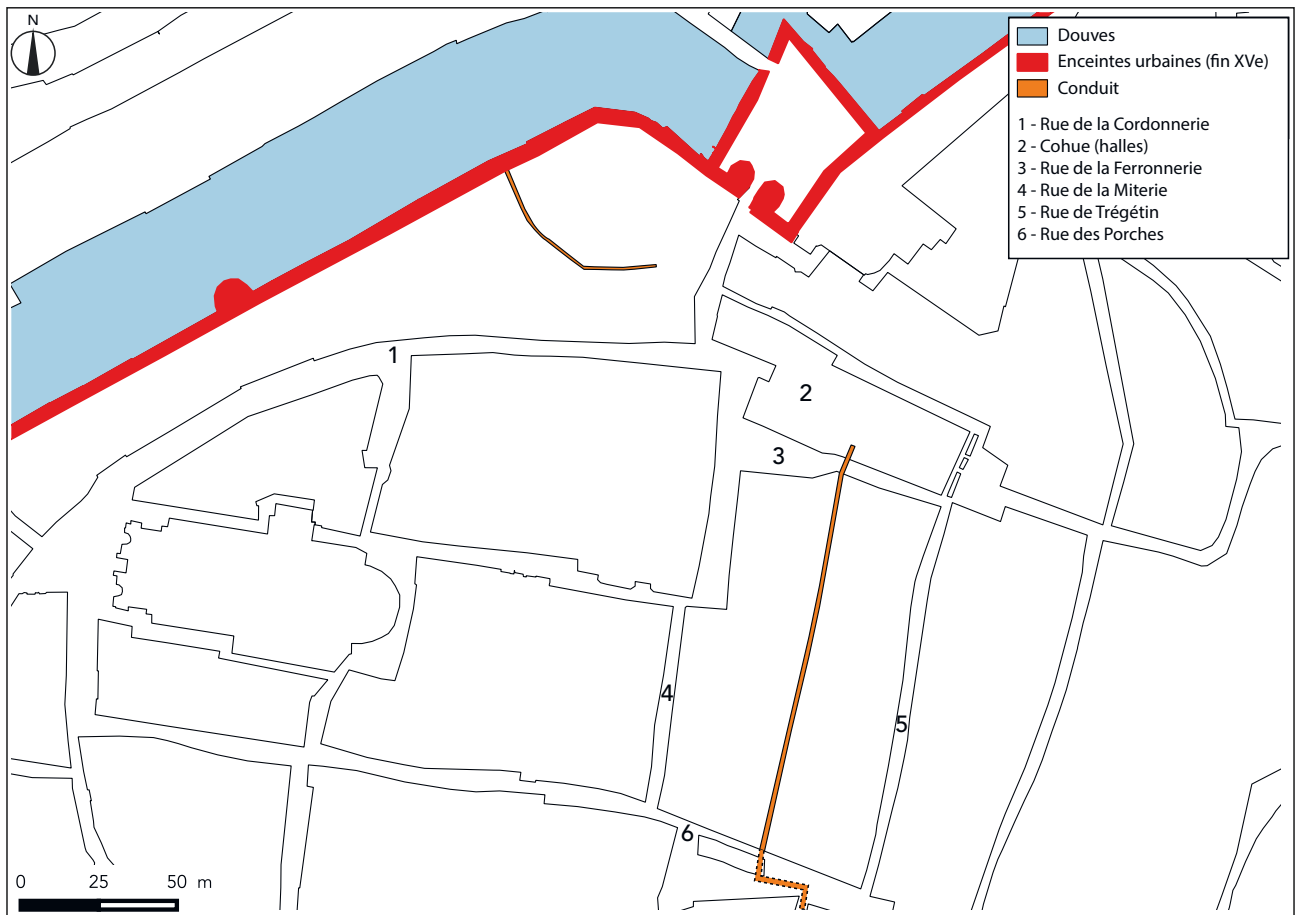 N
Douves
Enceintes urbaines (fin XVe)
Conduit
1 - Rue de la Cordonnerie
2 - Cohue (halles)
3 - Rue de la Ferronnerie
4 - Rue de la Miterie
5 - Rue de Trégétin
6 - Rue des Porches
1
2
3
4
5
6
0 25 50 m